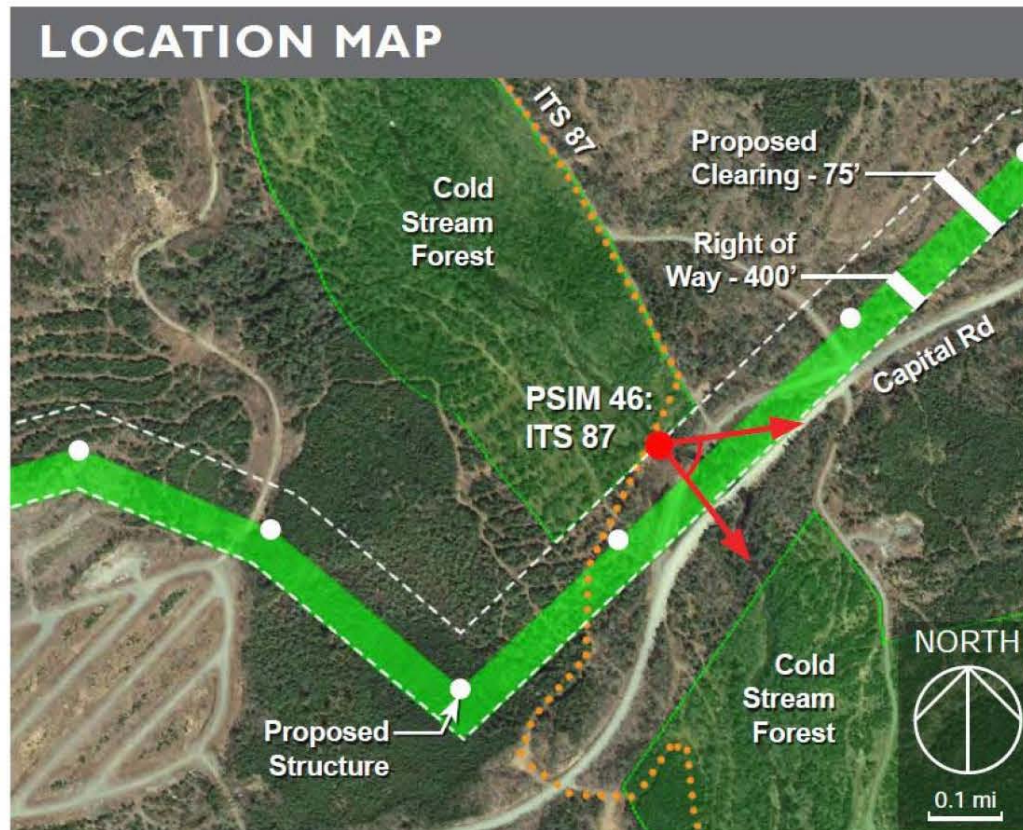 LOCATION MAP
ITS 87
Proposed
Clearing - 75’
Cold
Stream
Forest
Right of
Way - 400’
Capital Rd
PSIM 46:
ITS 87
Proposed
Structure
Cold
Stream
Forest
NORTH
0.1 mi